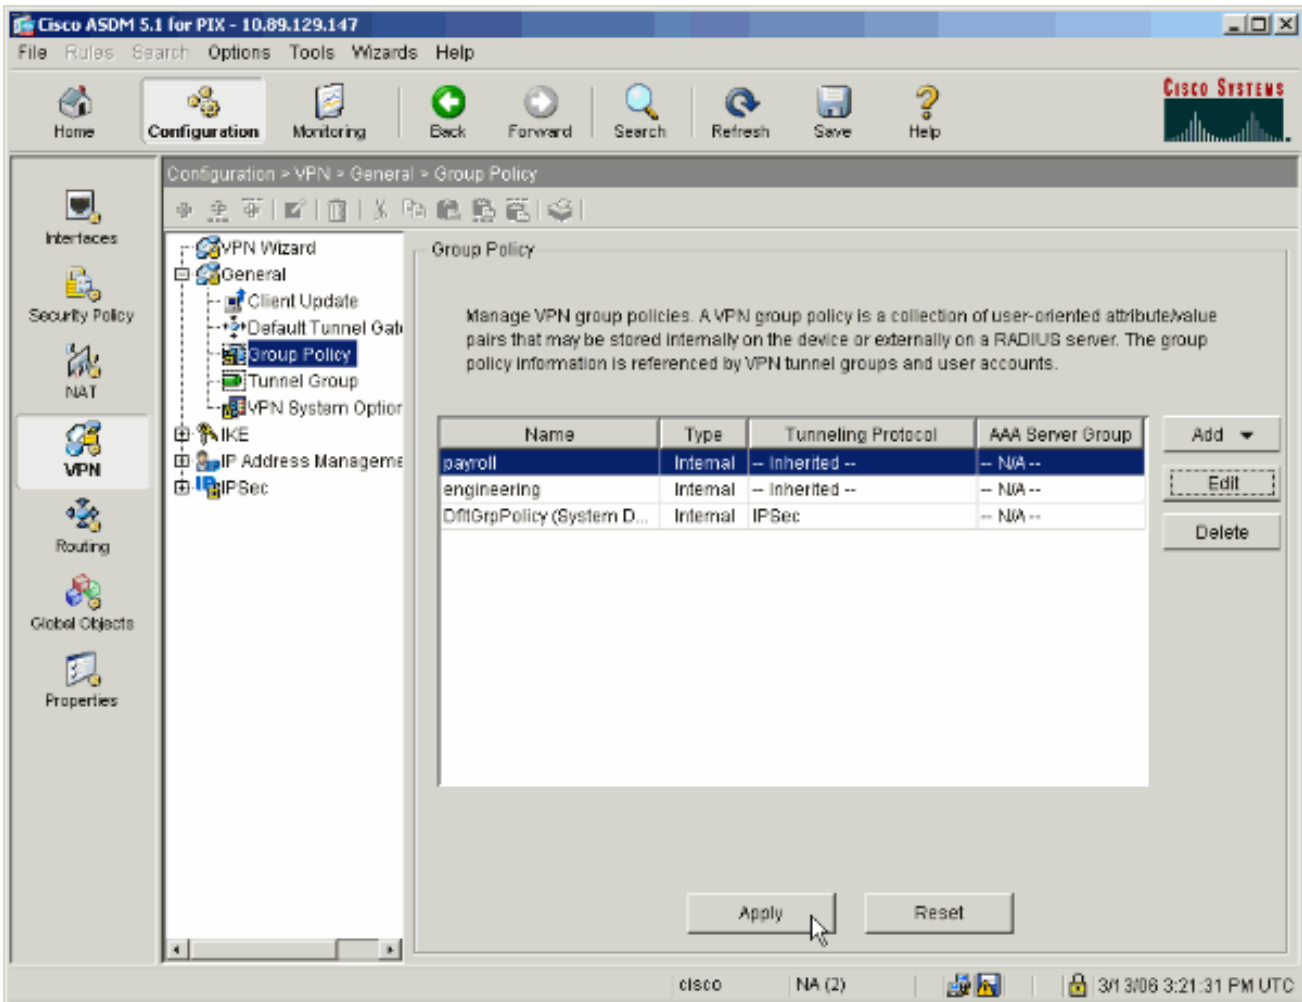 Cisco ASDM 5.1 for PIX - 10.89.129.147
File Rules Search Options Tools Wizards Help
Home Configuration Monitoring Back Forward Search Refresh Save Help
CISCO SYSTEMS
Configuration > VPN > General > Group Policy
Interfaces
Security Policy
NAT
VPN
Routing
Global Objects
Properties
VPN Wizard
General
Client Update
Default Tunnel Gate
Group Policy
Tunnel Group
VPN System Option
IKE
IP Address Manageme
IPSec
Group Policy
Manage VPN group policies. A VPN group policy is a collection of user-oriented attribute/value
pairs that may be stored internally on the device or externally on a RADIUS server. The group
policy information is referenced by VPN tunnel groups and user accounts.
Name Type Tunneling Protocol AAA Server Group
payroll Internal -- Inherited -- -- N/A --
engineering Internal -- Inherited -- -- N/A --
DfltGrpPolicy (System D... Internal IPSec -- N/A --
Add
Edit
Delete
Apply Reset
cisco NA (2) 3/13/06 3:21:31 PM UTC